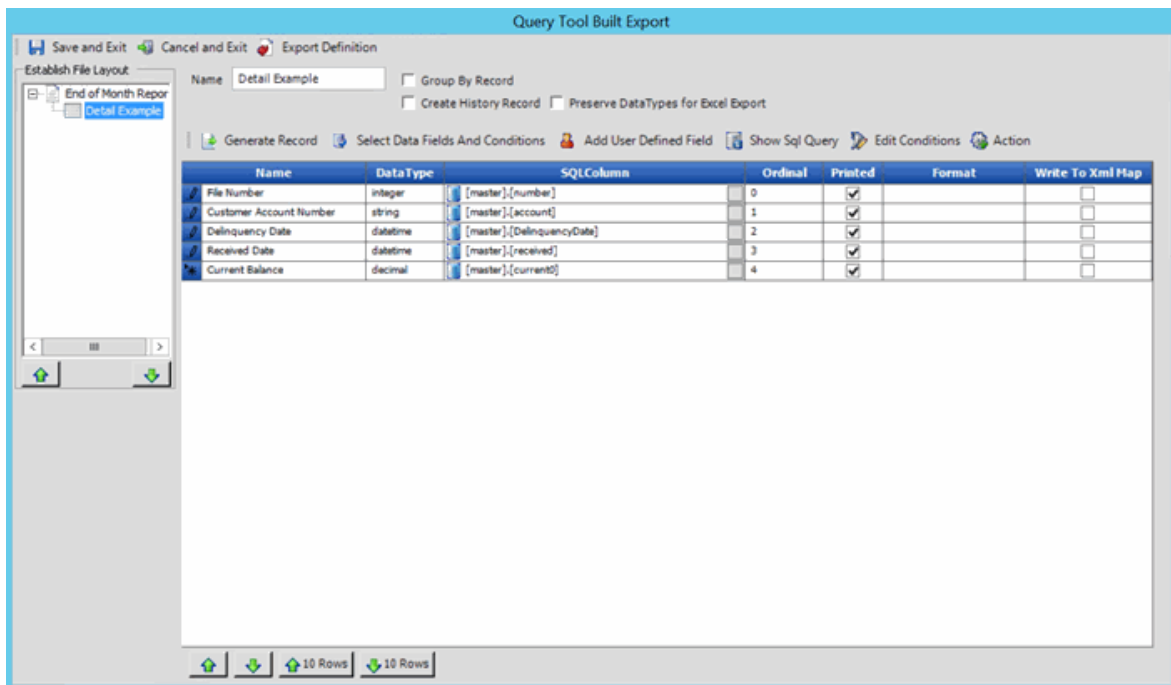 Query Tool Built Export
Save and Exit Cancel and Exit Export Definition
Establish File Layout
End of Month Repor
Detail Example
Name Detail Example Group By Record
Create History Record Preserve DataTypes for Excel Export
Generate Record Select Data Fields And Conditions Add User Defined Field Show Sql Query Edit Conditions Action
Name DataType SQLColumn Ordinal Printed Format Write To Xml Map
File Number integer [master].[number] 0
Customer Account Number string [master].[account] 1
Delinquency Date datetime [master].[DelinquencyDate] 2
Received Date datetime [master].[received] 3
Current Balance decimal [master].[current0] 4
10 Rows 10 Rows